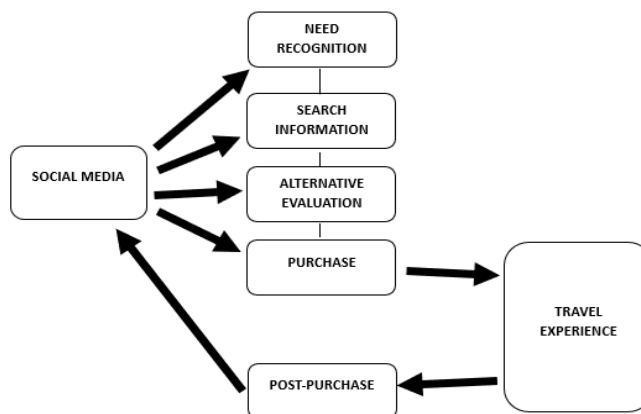 NEED
RECOGNITION
SEARCH
INFORMATION
SOCIAL MEDIA
ALTERNATIVE
EVALUATION
PURCHASE
TRAVEL
EXPERIENCE
POST-PURCHASE